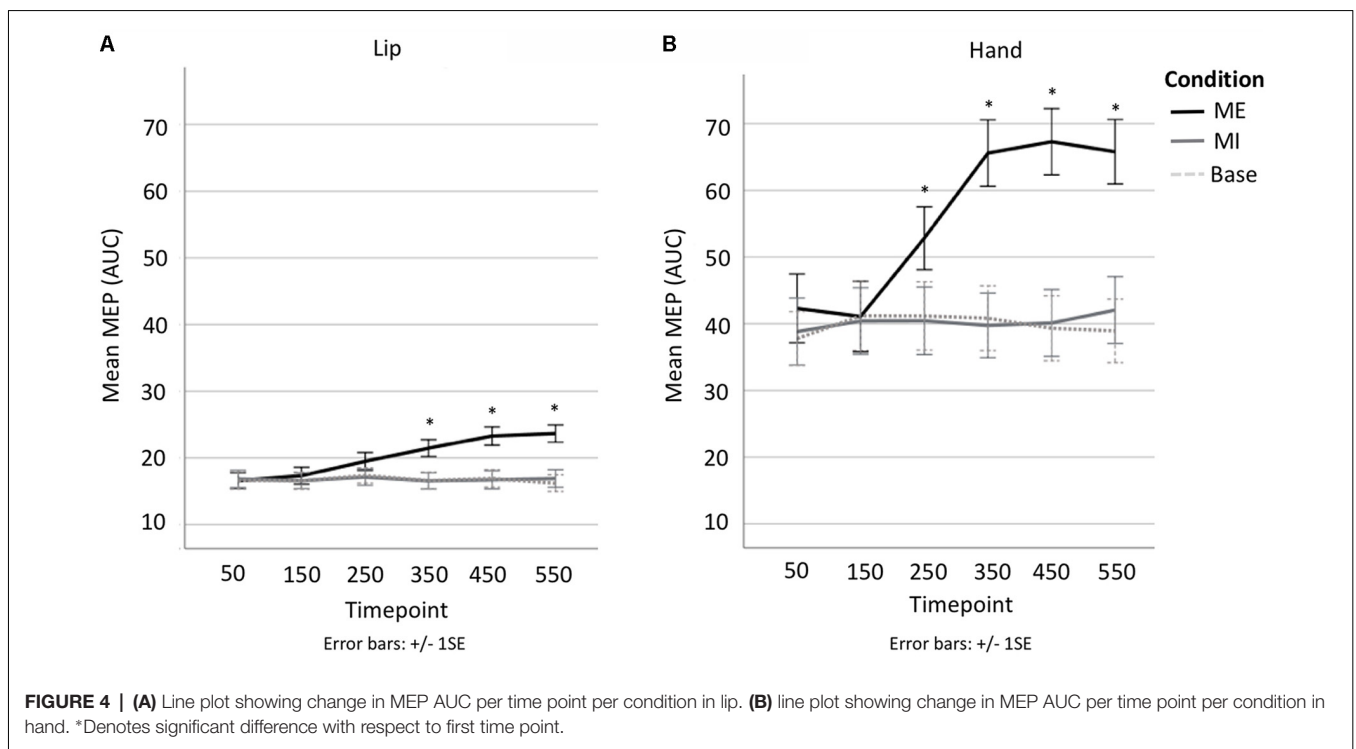 A
Lip
Mean MEP (AUC)
70
60
50
40
30
20
10
*
*
*
50 150 250 350 450 550
Timepoint
Error bars: +/- 1SE
B
Hand
Mean MEP (AUC)
70
60
50
40
30
20
10
*
*
*
*
50 150 250 350 450 550
Timepoint
Error bars: +/- 1SE
Condition
ME
MI
Base
FIGURE 4 | (A) Line plot showing change in MEP AUC per time point per condition in lip. (B) line plot showing change in MEP AUC per time point per condition in
hand. *Denotes significant difference with respect to first time point.